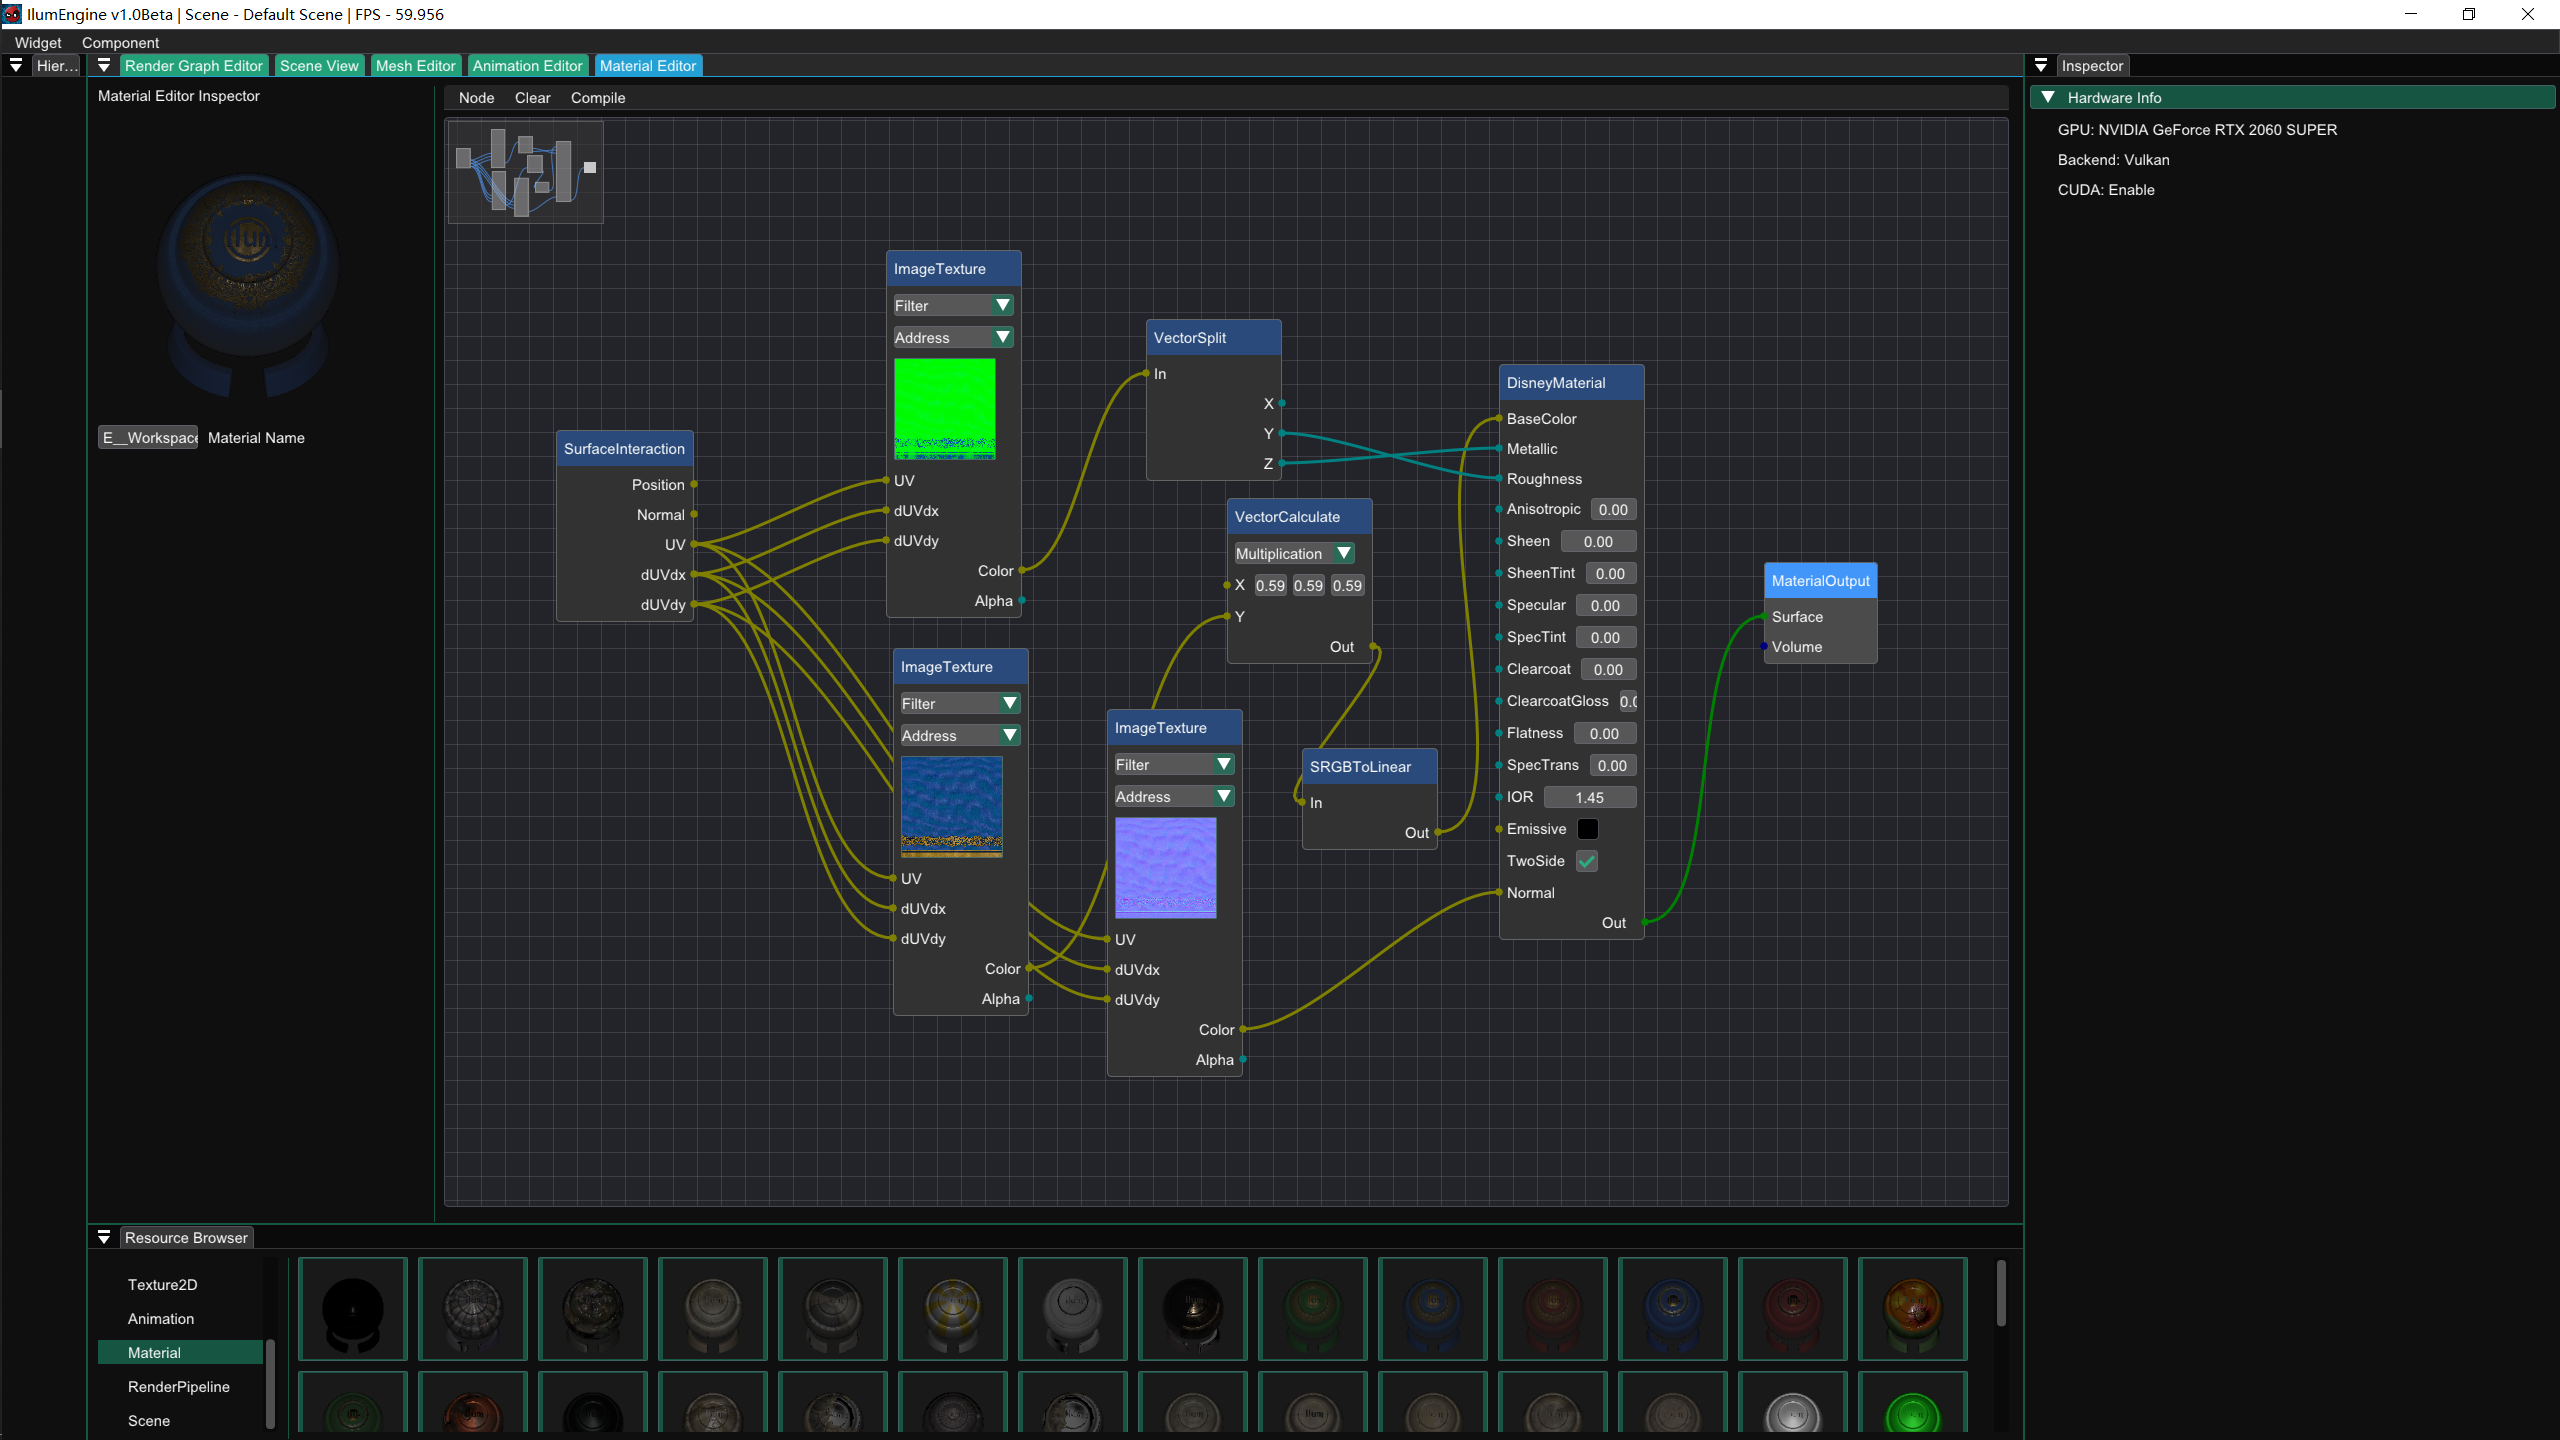 IlumEngine v1.0Beta | Scene - Default Scene | FPS - 59.956
Widget Component
Hier...
Render Graph Editor Scene View Mesh Editor Animation Editor Material Editor
Inspector
Material Editor Inspector
Node Clear Compile
Hardware Info
GPU: NVIDIA GeForce RTX 2060 SUPER
Backend: Vulkan
CUDA: Enable
Ilum
E__Workspace Material Name
SurfaceInteraction
Position
Normal
UV
dUVdx
dUVdy
ImageTexture
Filter
Address
UV
dUVdx
dUVdy
Color
Alpha
ImageTexture
Filter
Address
UV
dUVdx
dUVdy
Color
Alpha
ImageTexture
Filter
Address
UV
dUVdx
dUVdy
Color
Alpha
VectorSplit
In
X
Y
Z
VectorCalculate
Multiplication
X 0.59 0.59 0.59
Y
Out
SRGBToLinear
In
Out
DisneyMaterial
BaseColor
Metallic
Roughness
Anisotropic 0.00
Sheen 0.00
SheenTint 0.00
Specular 0.00
SpecTint 0.00
Clearcoat 0.00
ClearcoatGloss 0.0
Flatness 0.00
SpecTrans 0.00
IOR 1.45
Emissive
TwoSide
Normal
Out
MaterialOutput
Surface
Volume
Resource Browser
Texture2D
Animation
Material
RenderPipeline
Scene